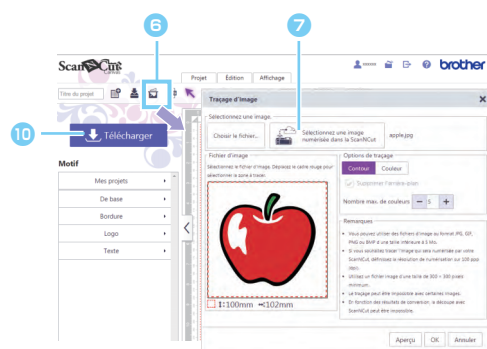 6
7
ScanNCut
Canvas
brother
Projet
Édition
Affichage
Titre du projet
10
Télécharger
Motif
Mes projets
De base
Bordure
Logo
Texte
Traçage d'image
Sélectionnez une image.
Choisir le fichier...
Sélectionnez une image
numérisée dans la ScanNCut
apple.jpg
Fichier d'image
Sélectionnez le fichier d'image. Déplacez le cadre rouge pour
sélectionner la zone à tracer.
1:100mm
102mm
Options de traçage
Contour
Couleur
Supprimer l'arrière-plan
Nombre max. de couleurs
5
Remarques
Vous pouvez utiliser des fichiers d'image au format JPG, GIF,
PNG ou BMP d'une taille inférieure à
Si vous souhaitez tracer l'image qui sera numérisée par votre
ScanNCut, définissez la résolution de numérisation sur 100 ppp
(dpi).
Utilisez un fichier image d'une taille de 300 × 300 pixels
minimum.
Le traçage peut être impossible avec certaines images.
En fonction des résultats de conversion, la découpe avec
ScanNCut peut être impossible.
Aperçu
OK
Annuler